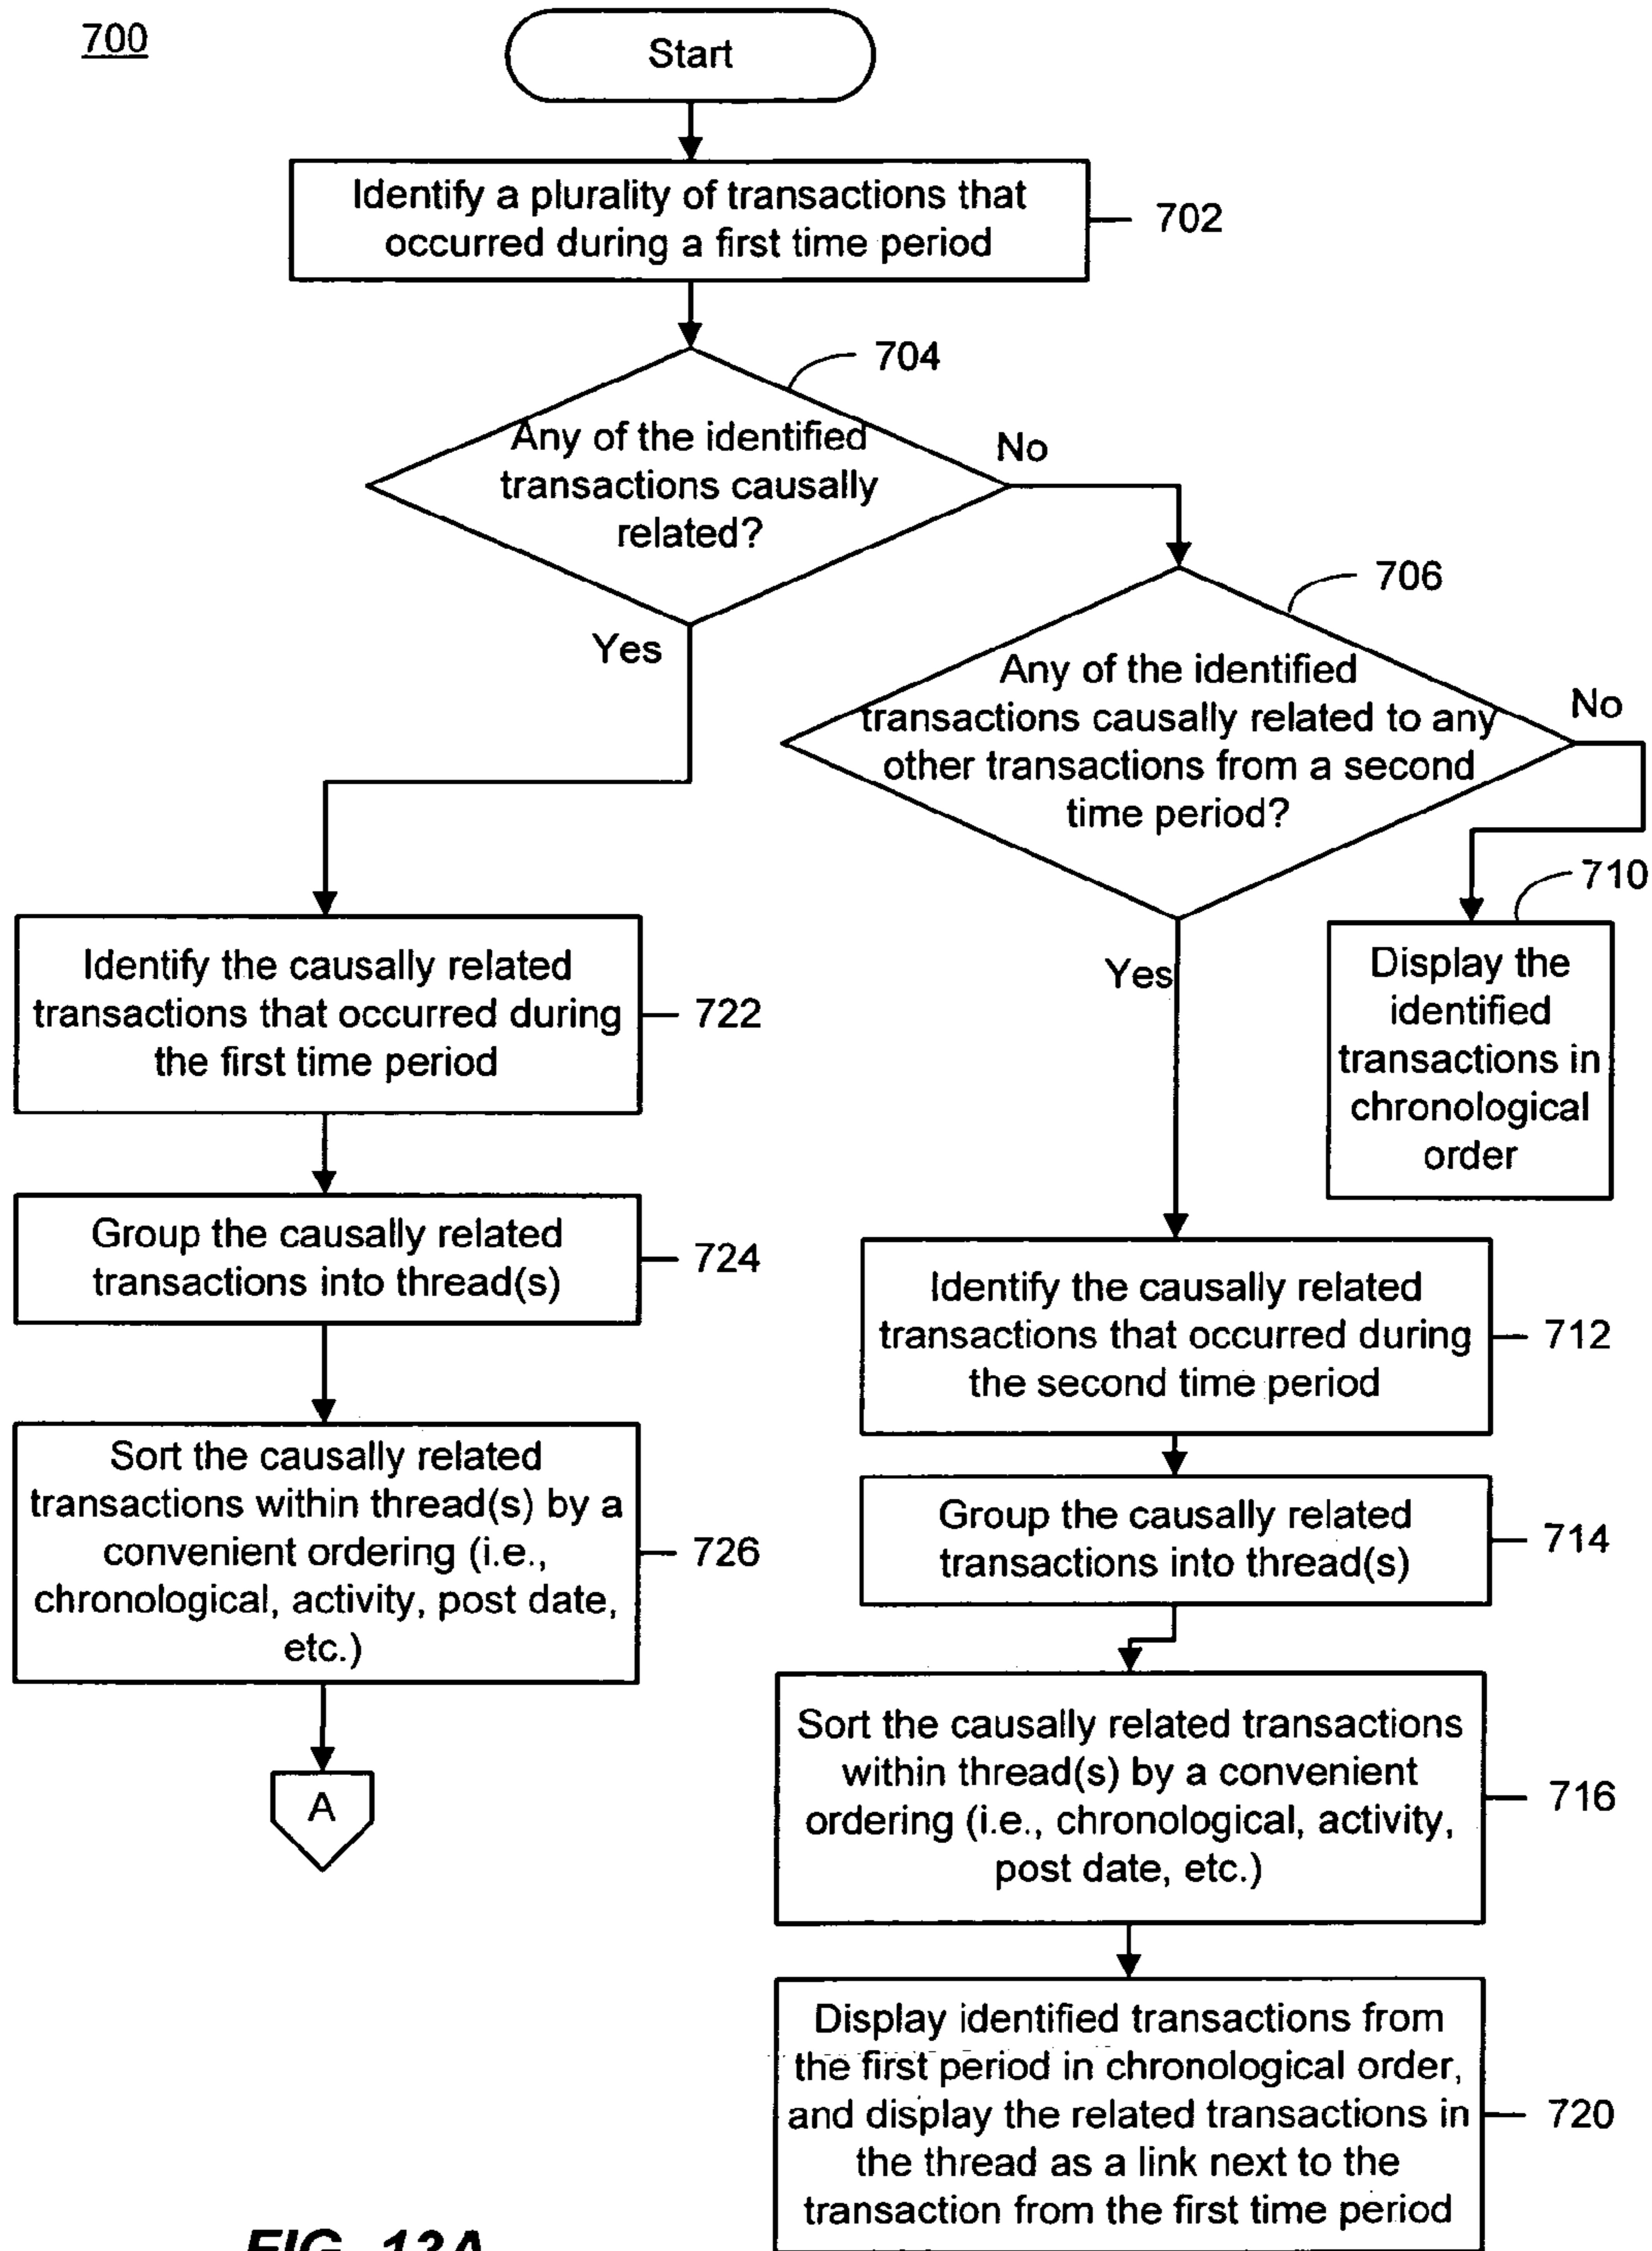 700
Start
Identify a plurality of transactions that
occurred during a first time period
702
704
Any of the identified
transactions causally
related?
No
Yes
706
Any of the identified
transactions causally related to any
other transactions from a second
time period?
No
Yes
710
Display the
identified
transactions in
chronological
order
Identify the causally related
transactions that occurred during
the first time period
722
Group the causally related
transactions into thread(s)
724
Sort the causally related
transactions within thread(s) by a
convenient ordering (i.e.,
chronological, activity, post date,
etc.)
726
A
Identify the causally related
transactions that occurred during
the second time period
712
Group the causally related
transactions into thread(s)
714
Sort the causally related transactions
within thread(s) by a convenient
ordering (i.e., chronological, activity,
post date, etc.)
716
Display identified transactions from
the first period in chronological order,
and display the related transactions in
the thread as a link next to the
transaction from the first time period
720
FIG. 13A